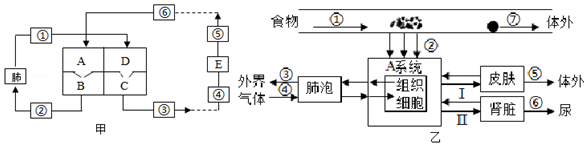 ⑥
①
⑤
肺
A
D
E
B
C
②
③
④
甲
食物
①
⑦
体外
②
A系统
外界
③
气体
④
肺泡
组织
细胞
皮肤
⑤
体外
Ⅰ
Ⅱ
肾脏
⑥
尿
乙